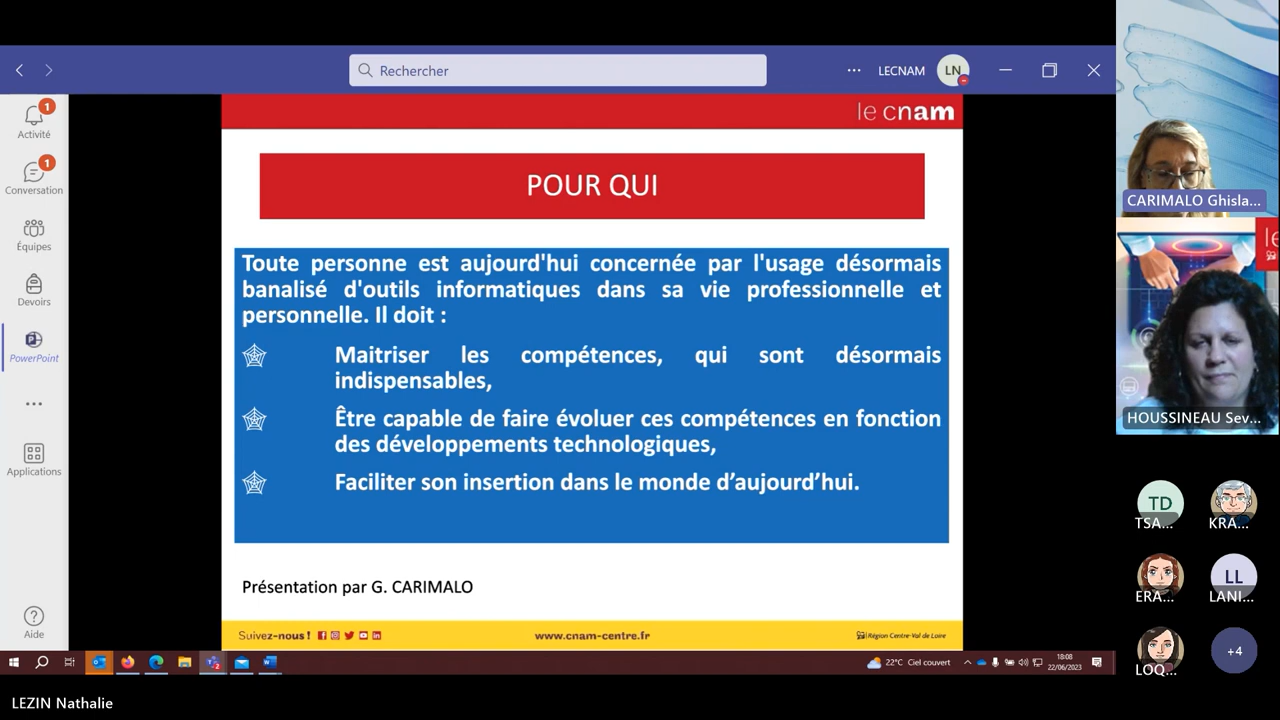 Rechercher
LECNAM
LN
1
Activité
1
Conversation
Équipes
Devoirs
PowerPoint
Applications
Aide
le cnam
POUR QUI
Toute personne est aujourd'hui concernée par l'usage désormais
banalisé d'outils informatiques dans sa vie professionnelle et
personnelle. Il doit :
Maitriser les compétences, qui sont désormais
indispensables,
Être capable de faire évoluer ces compétences en fonction
des développements technologiques,
Faciliter son insertion dans le monde d’aujourd’hui.
Présentation par G. CARIMALO
Suivez-nous !
www.cnam-centre.fr
Région Centre-Val de Loire
22°C Ciel couvert
18:08
22/06/2023
CARIMALO Ghisla...
HOUSSINEAU Sev...
TD
TSA...
KRA...
ERA...
LL
LANI...
LOQ...
+4
LEZIN Nathalie